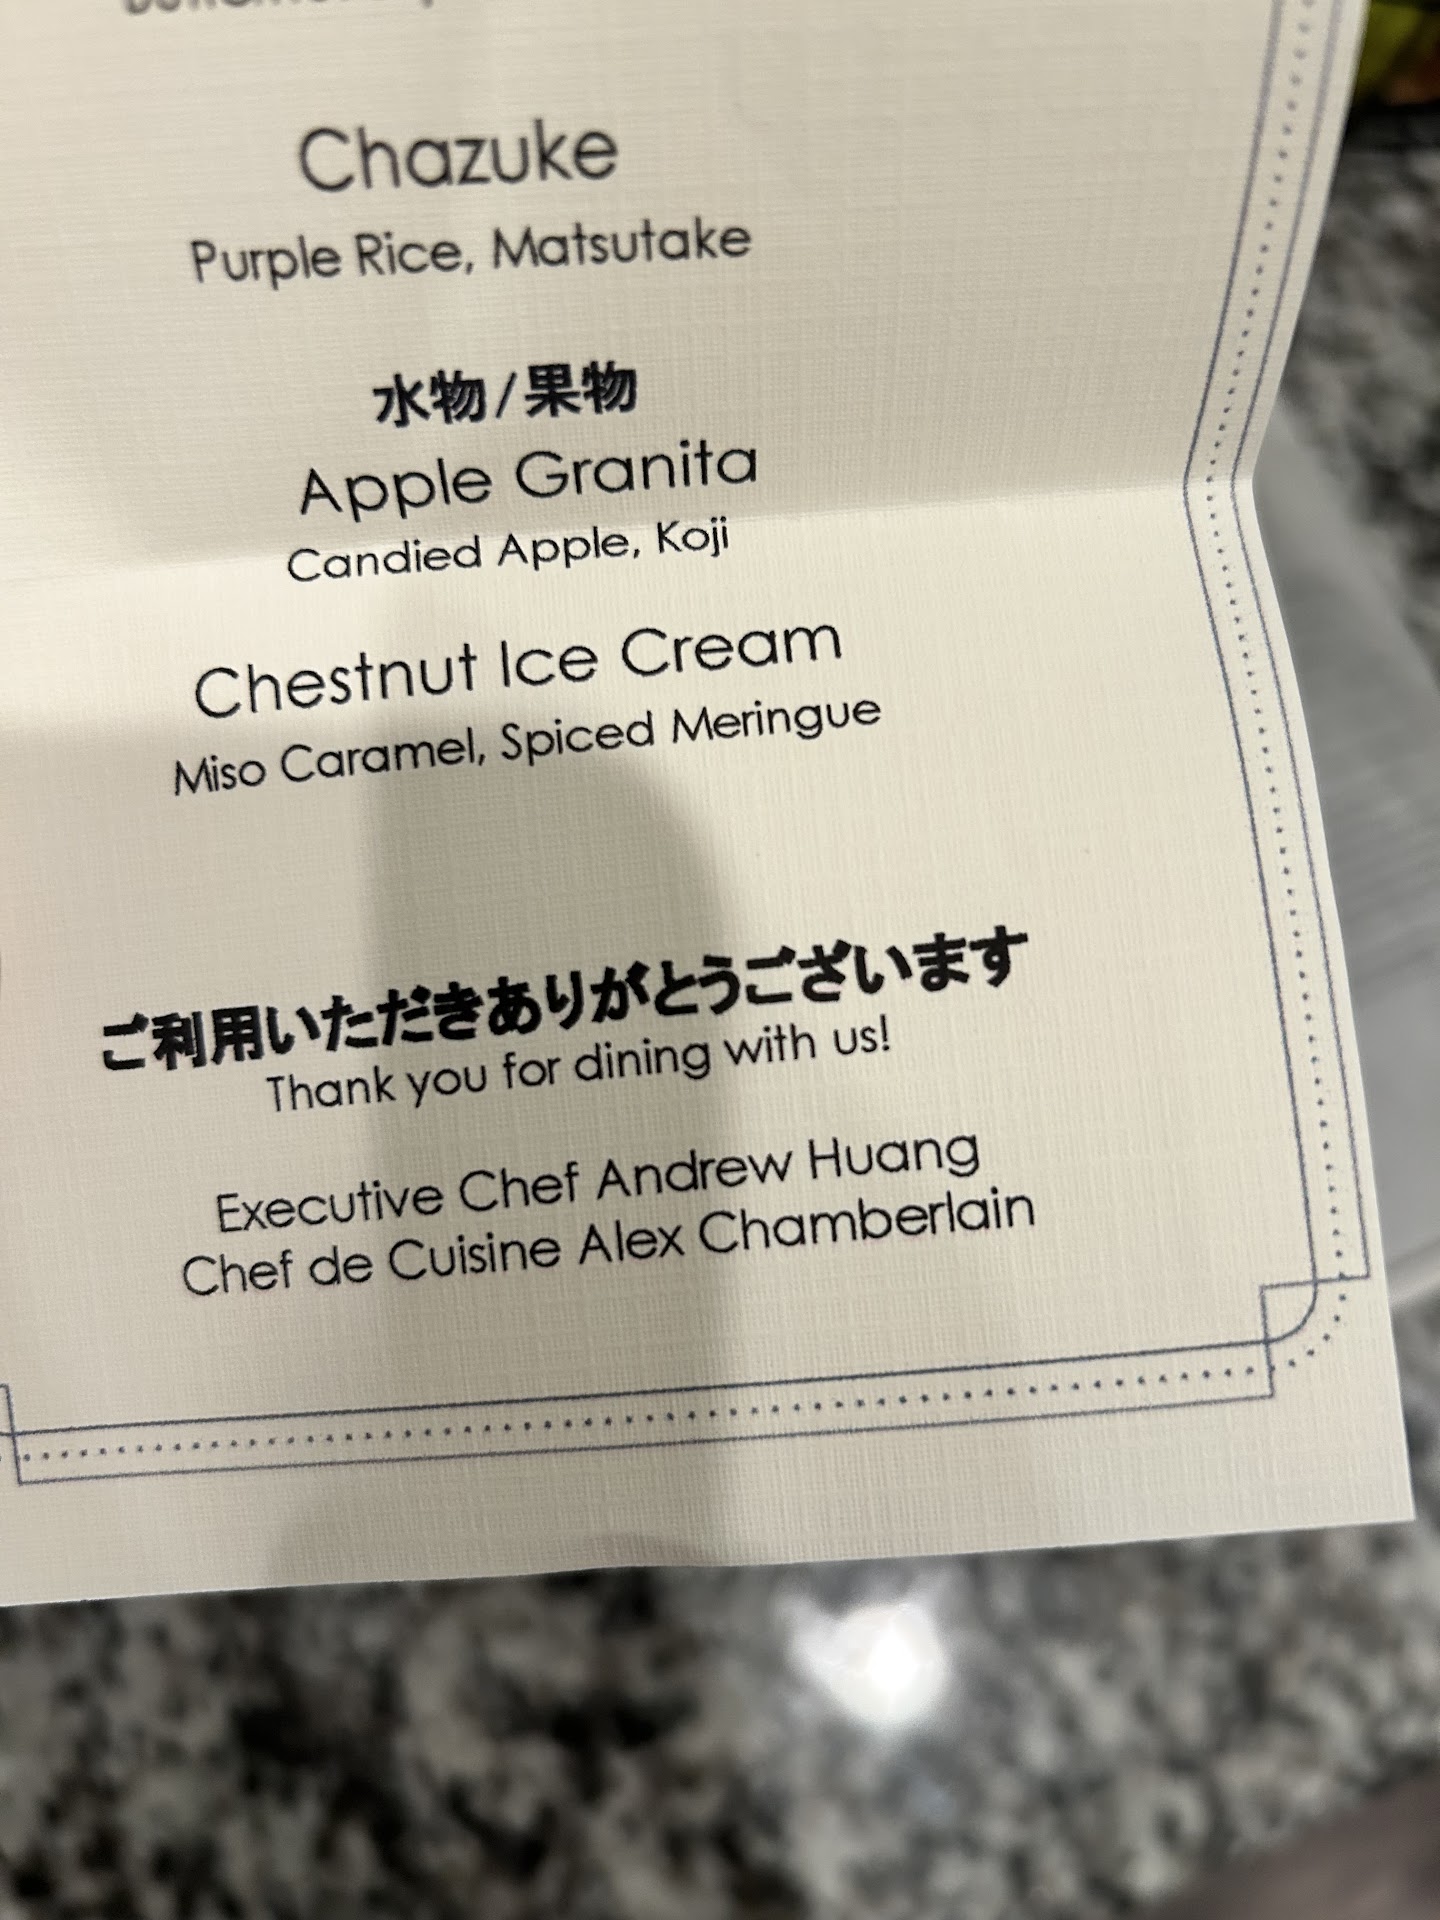 Chazuke
Purple Rice, Matsutake
水物/果物
Apple Granita
Candied Apple, Koji
Chestnut Ice Cream
Miso Caramel, Spiced Meringue
ご利用いただきありがとうございます
Thank you for dining with us!
Executive Chef Andrew Huang
Chef de Cuisine Alex Chamberlain